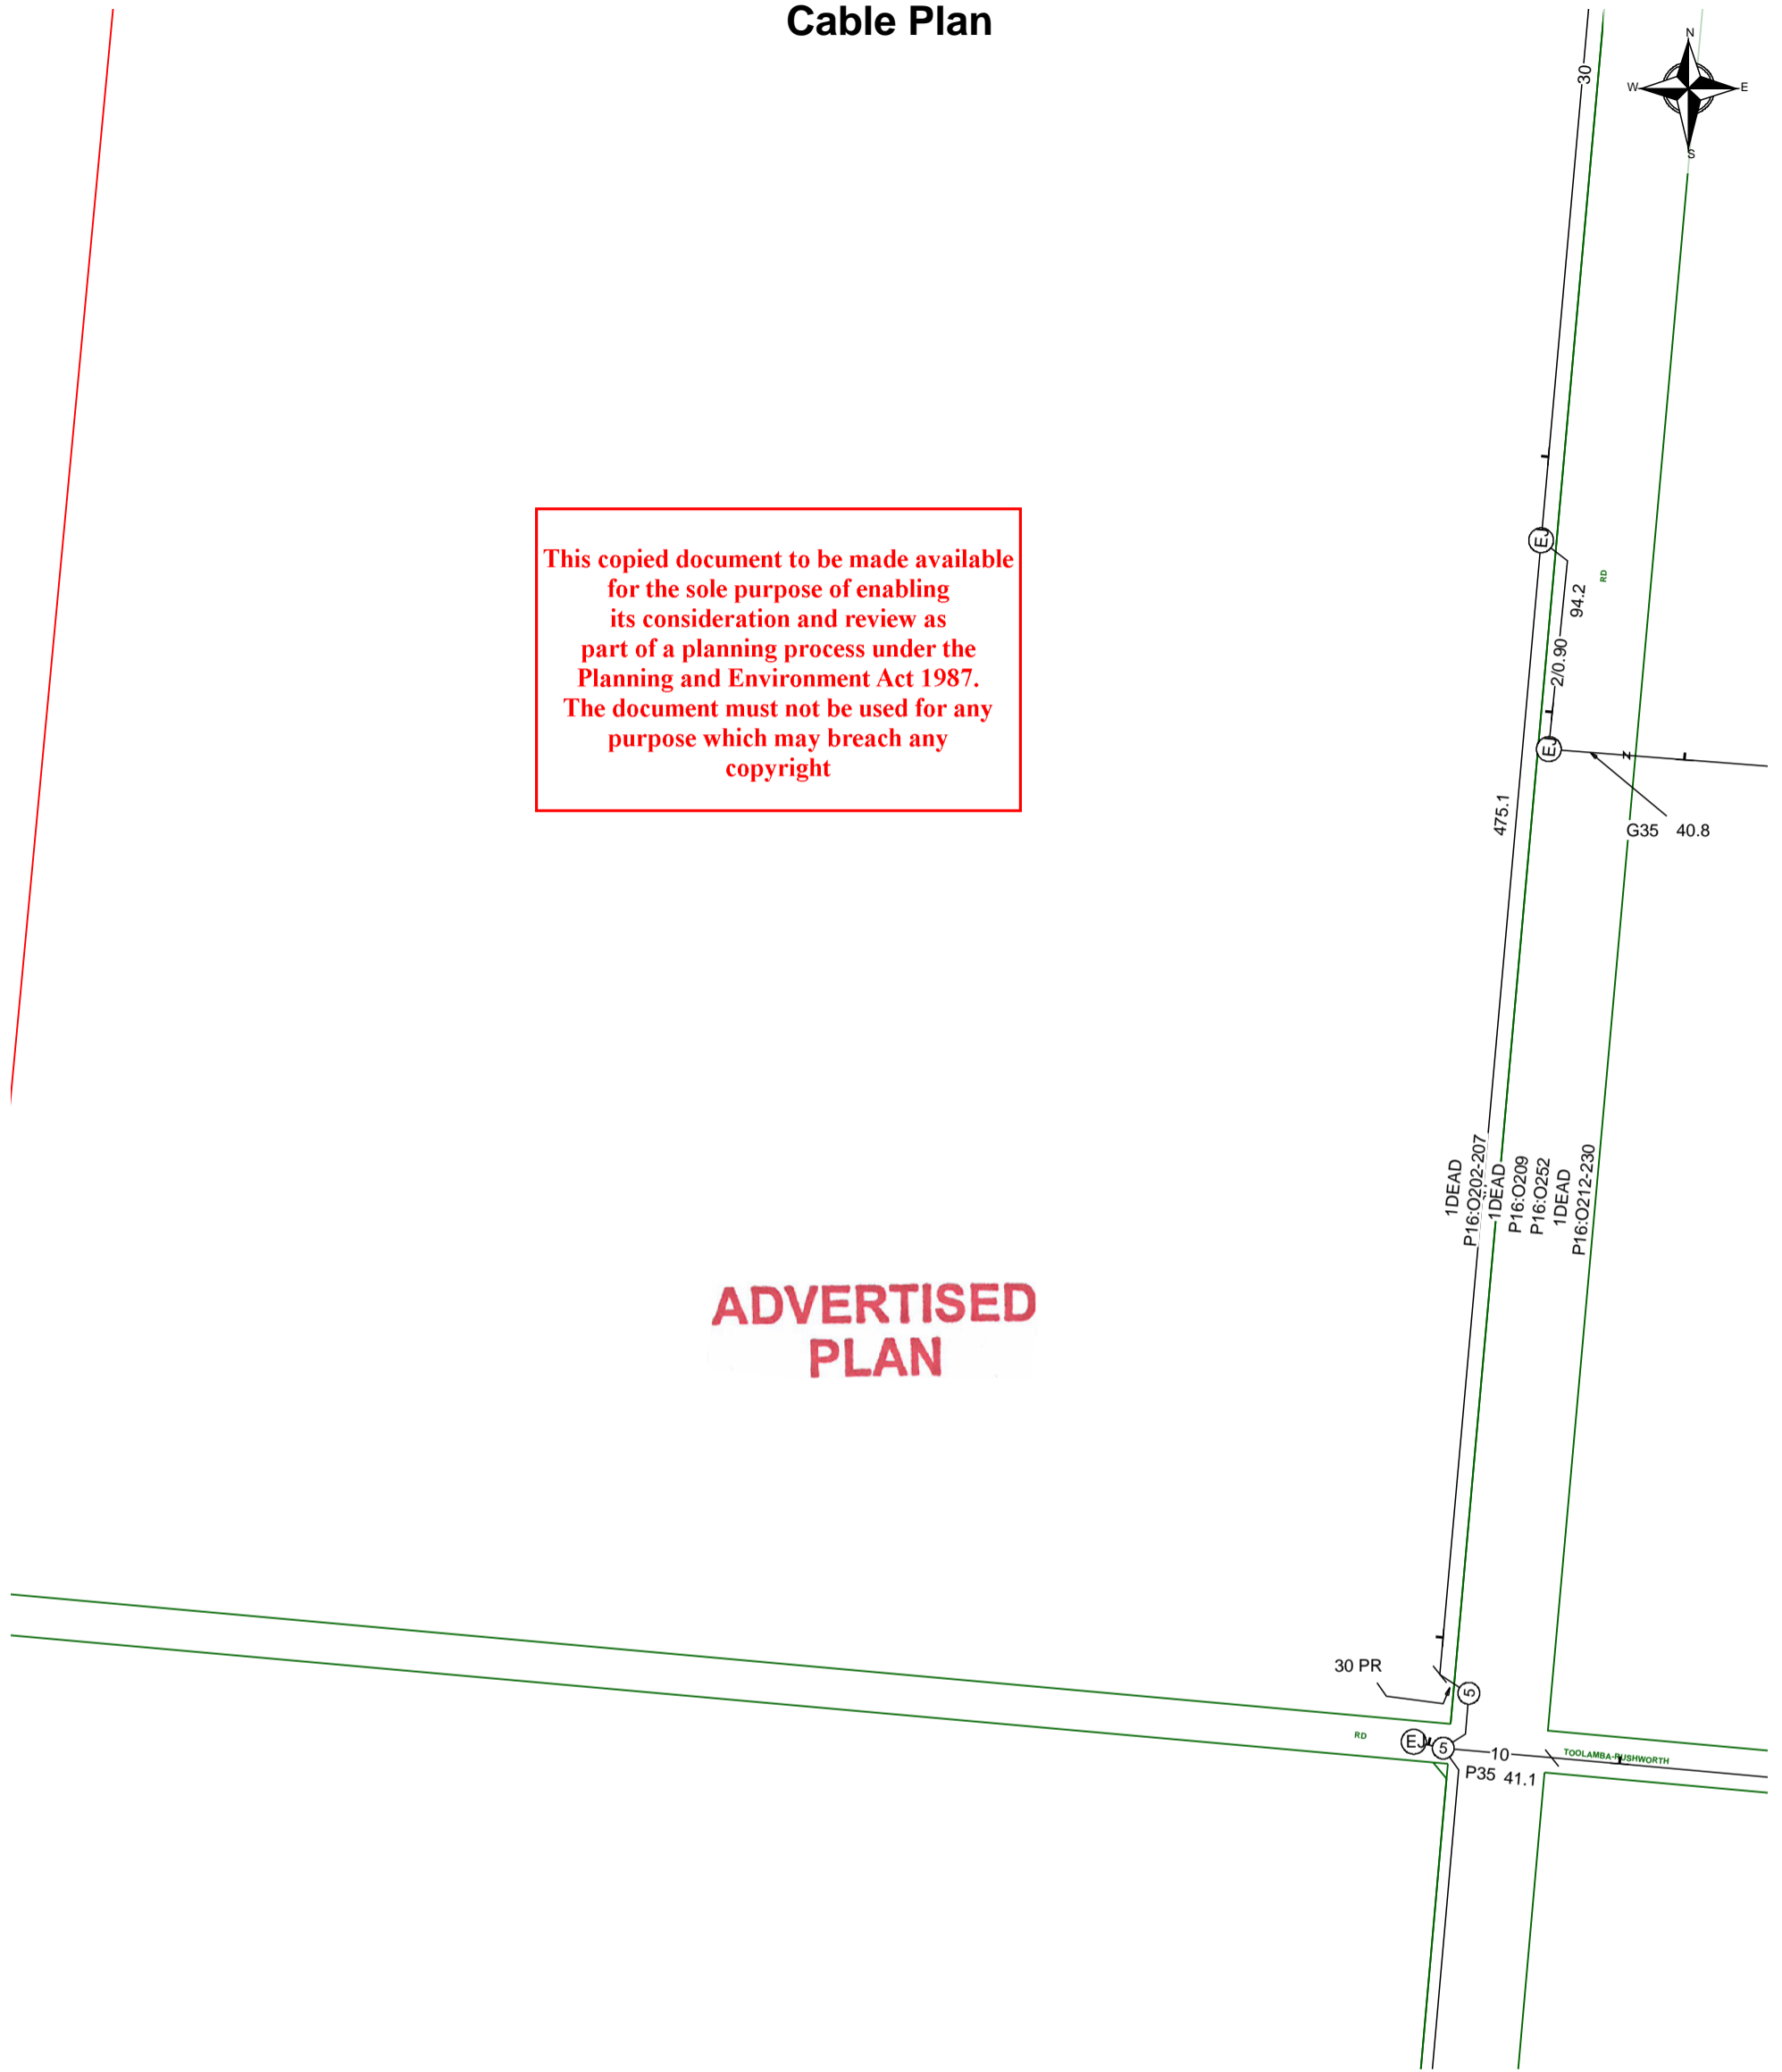 Cable Plan
N
W
E
S
30
EJ
RD
94.2
2/0.90
This copied document to be made available
for the sole purpose of enabling
its consideration and review as
part of a planning process under the
Planning and Environment Act 1987.
The document must not be used for any
purpose which may breach any
copyright
EJ
475.1
G35 40.8
1DEAD
P16:O202-207
1DEAD
P16:O209
P16:O252
1DEAD
P16:O212-230
ADVERTISED
PLAN
30 PR
5
RD
EJ
5
10
TOOLAMBA-RUSHWORTH
P35 41.1